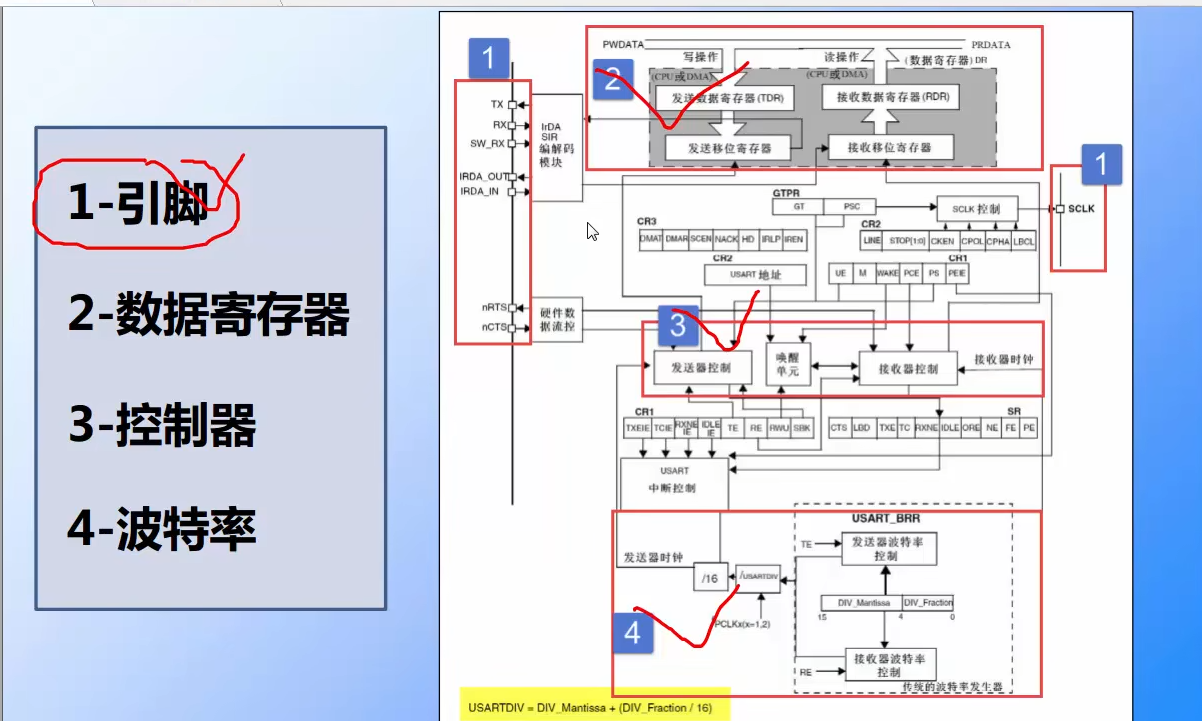 1-引脚
2-数据寄存器
3-控制器
4-波特率
1
2
1
3
4
PWDATA
写操作
读操作
PRDATA
(数据寄存器)DR
(CPU或DMA)
(CPU或DMA)
发送数据寄存器(TDR)
接收数据寄存器(RDR)
发送移位寄存器
接收移位寄存器
TX
RX
SW_RX
IRDA_OUT
IRDA_IN
IrDA
SIR
编解码
模块
nRTS
nCTS
硬件数
据流控
GTPR
GT
PSC
SCLK 控制
SCLK
CR3
DMAT DMAR SCEN NACK HD IRLP IREN
CR2
LINE STOP[1:0] CKEN CPOL CPHA LBCL
CR2
USART 地址
CR1
UE M WAKE PCE PS PEIE
发送器控制
唤醒
单元
接收器控制
接收器时钟
CR1
TXEIE TCIE RXNEIE IDLEIE TE RE RWU SBK
SR
CTS LBD TXE TC RXNE IDLE ORE NE FE PE
USART
中断控制
USART_BRR
TE
发送器波特率
控制
发送器时钟
/16
/USARTDIV
DIV_Mantissa DIV_Fraction
15 4 0
PCLKx(x=1,2)
RE
接收器波特率
控制
传统的波特率发生器
USARTDIV = DIV_Mantissa + (DIV_Fraction / 16)